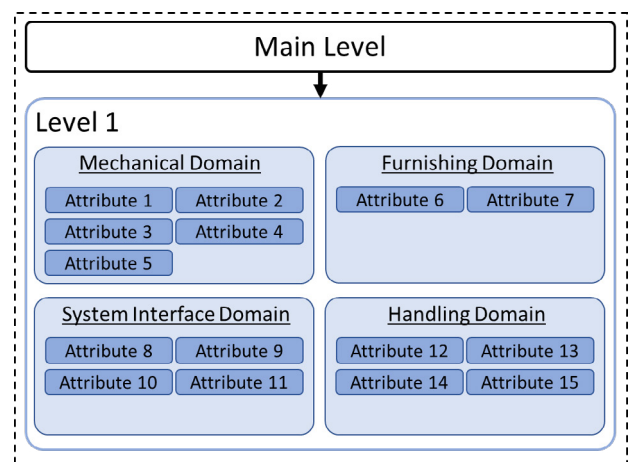 Main Level
Level 1
Mechanical Domain
Attribute 1 Attribute 2
Attribute 3 Attribute 4
Attribute 5
Furnishing Domain
Attribute 6 Attribute 7
System Interface Domain
Attribute 8 Attribute 9
Attribute 10 Attribute 11
Handling Domain
Attribute 12 Attribute 13
Attribute 14 Attribute 15